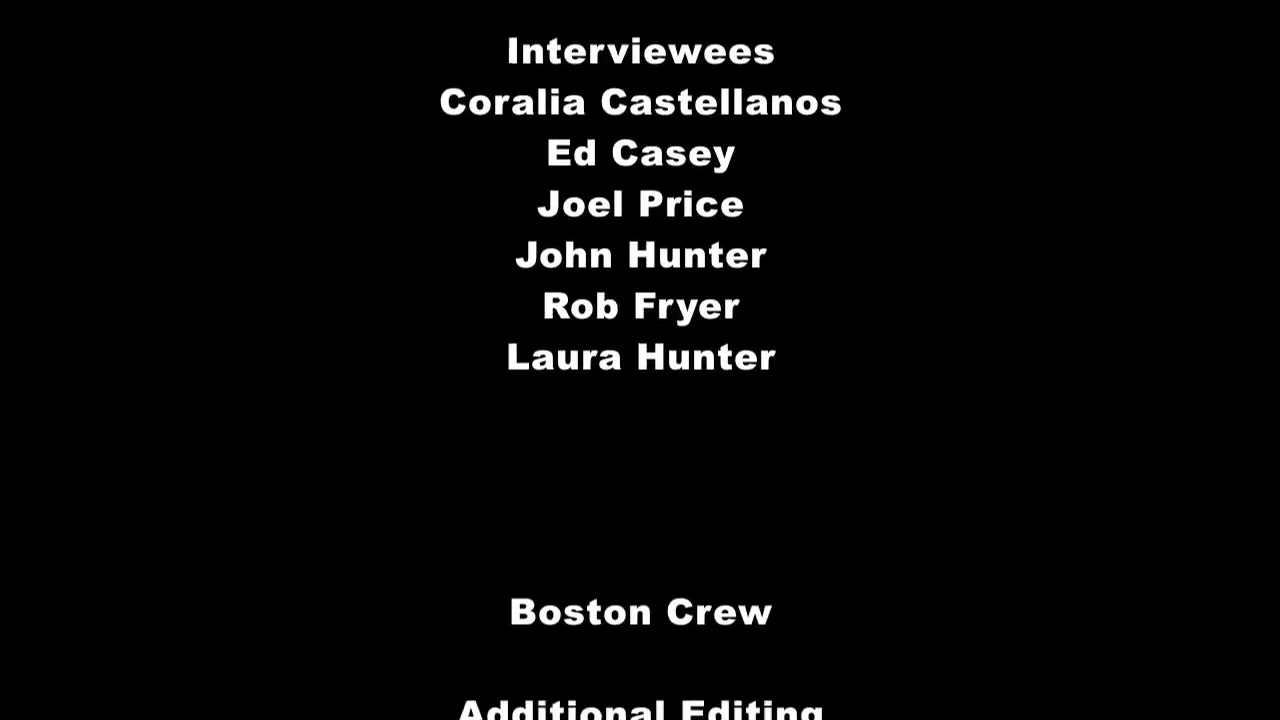 Interviewees
Coralia Castellanos
Ed Casey
Joel Price
John Hunter
Rob Fryer
Laura Hunter
Boston Crew
Additional Editing